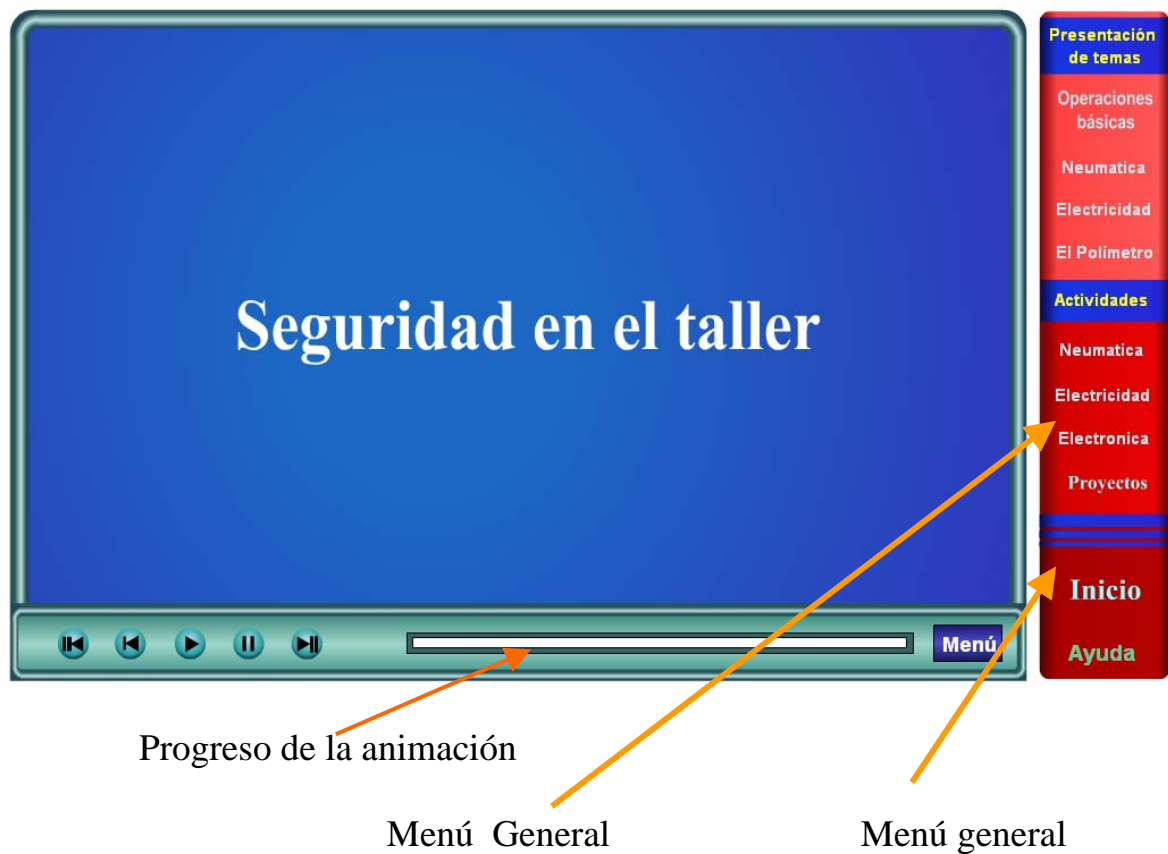 Seguridad en el taller
Menú
Presentación
de temas
Operaciones
básicas
Neumatica
Electricidad
El Polímetro
Actividades
Neumatica
Electricidad
Electronica
Proyectos
Inicio
Ayuda
Progreso de la animación
Menú General
Menú general